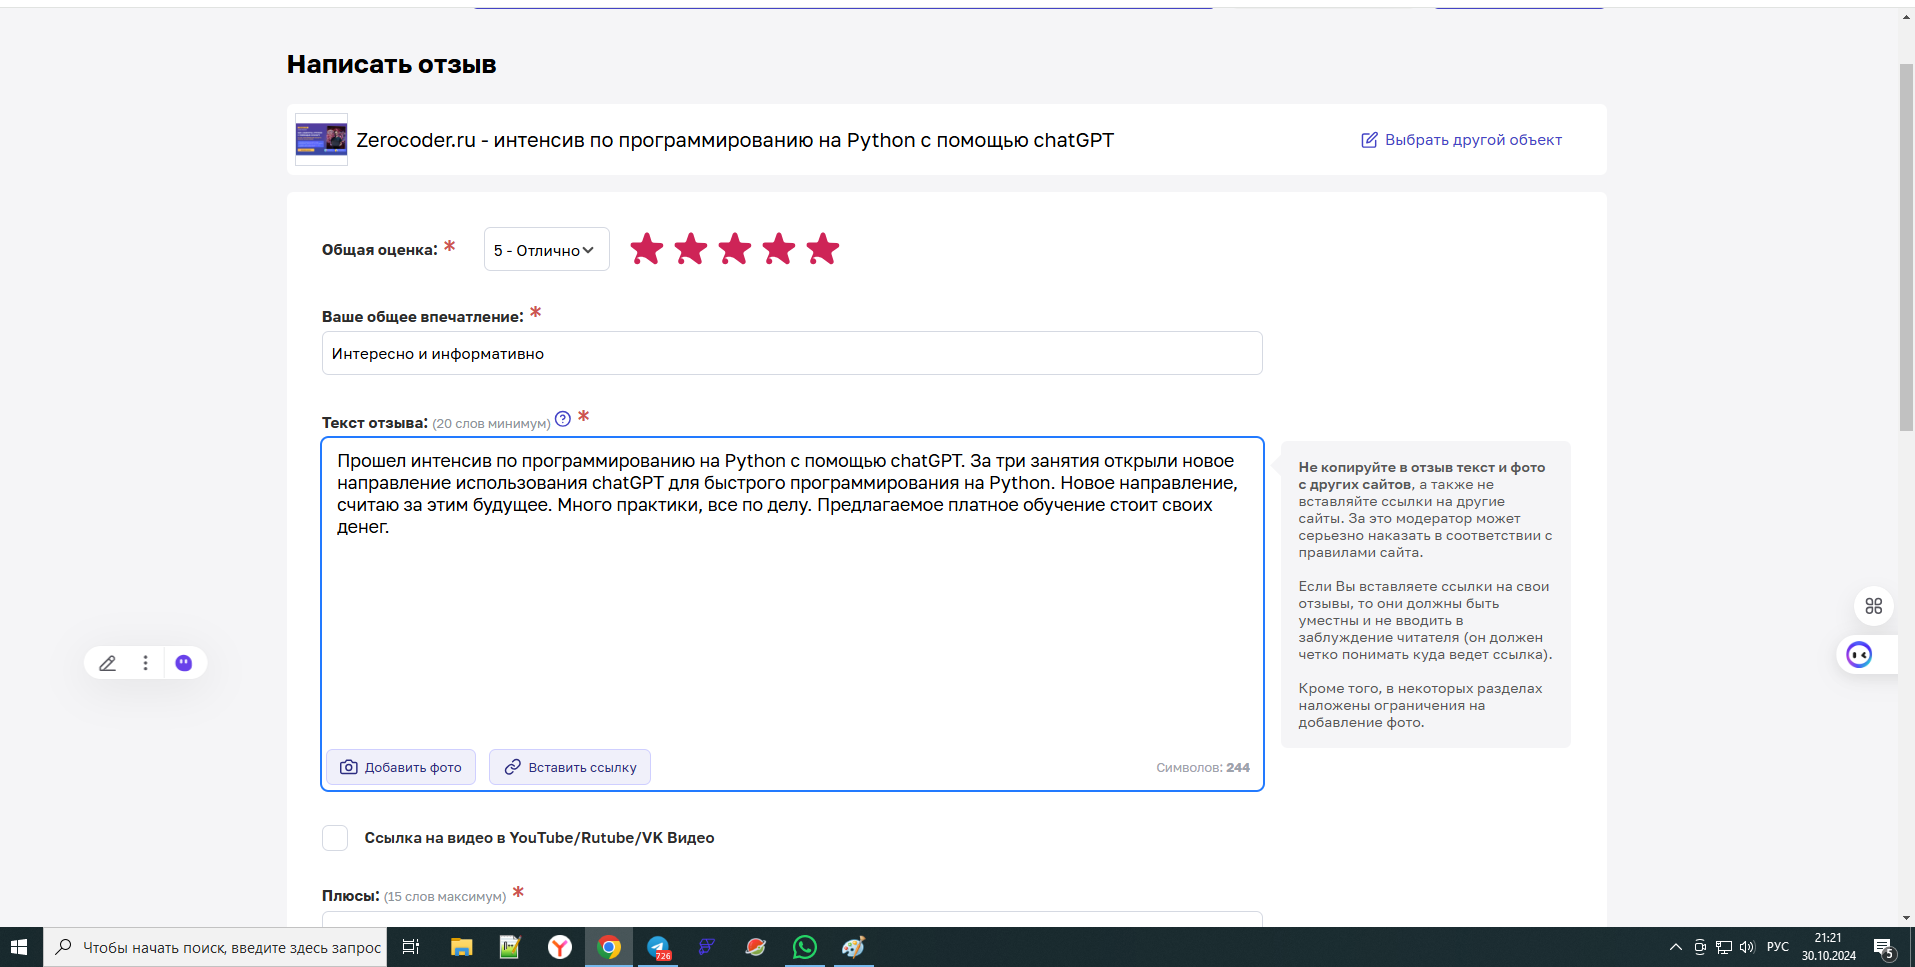 Написать отзыв
Zerocoder.ru - интенсив по программированию на Python с помощью chatGPT
Выбрать другой объект
Общая оценка: *
5 - Отлично
Ваше общее впечатление: *
Интересно и информативно
Текст отзыва: (20 слов минимум) ? *
Прошел интенсив по программированию на Python с помощью chatGPT. За три занятия открыли новое
направление использования chatGPT для быстрого программирования на Python. Новое направление,
считаю за этим будущее. Много практики, все по делу. Предлагаемое платное обучение стоит своих
денег.
Не копируйте в отзыв текст и фото
с других сайтов, а также не
вставляйте ссылки на другие
сайты. За это модератор может
серьезно наказать в соответствии с
правилами сайта.
Если Вы вставляете ссылки на свои
отзывы, то они должны быть
уместны и не вводить в
заблуждение читателя (он должен
четко понимать куда ведет ссылка).
Кроме того, в некоторых разделах
наложены ограничения на
добавление фото.
Добавить фото
Вставить ссылку
Символов: 244
Ссылка на видео в YouTube/Rutube/VK Видео
Плюсы: (15 слов максимум) *
Чтобы начать поиск, введите здесь запрос
726
РУС
21:21
30.10.2024
5